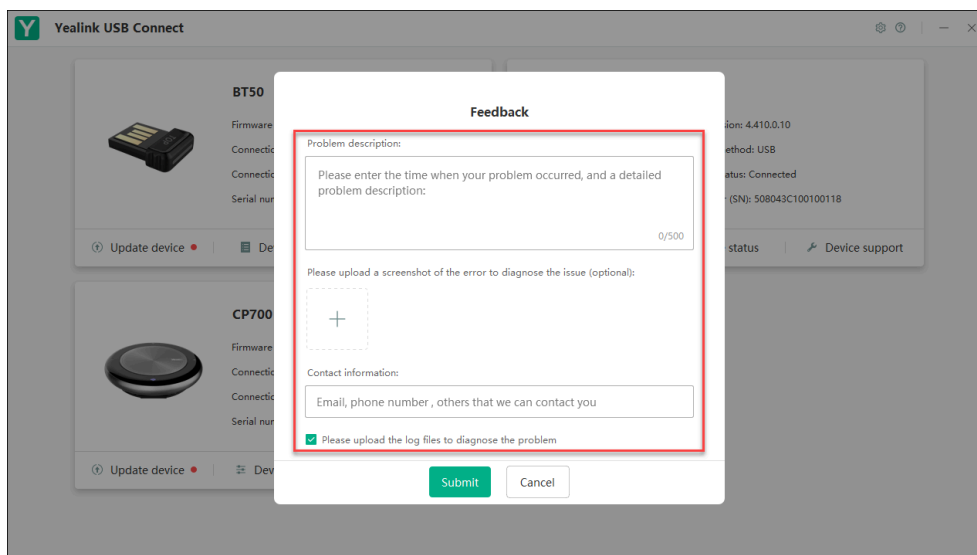 Yealink USB Connect
BT50
Firmware
Connectio
Connectio
Serial nur
Update device
De
sion: 4.410.0.10
ethod: USB
atus: Connected
(SN): 508043C100100118
status
Device support
CP700
Firmware
Connectio
Connectio
Serial nur
Update device
Dev
Feedback
Problem description:
Please enter the time when your problem occurred, and a detailed
problem description:
0/500
Please upload a screenshot of the error to diagnose the issue (optional):
Contact information:
Email, phone number , others that we can contact you
Please upload the log files to diagnose the problem
Submit
Cancel